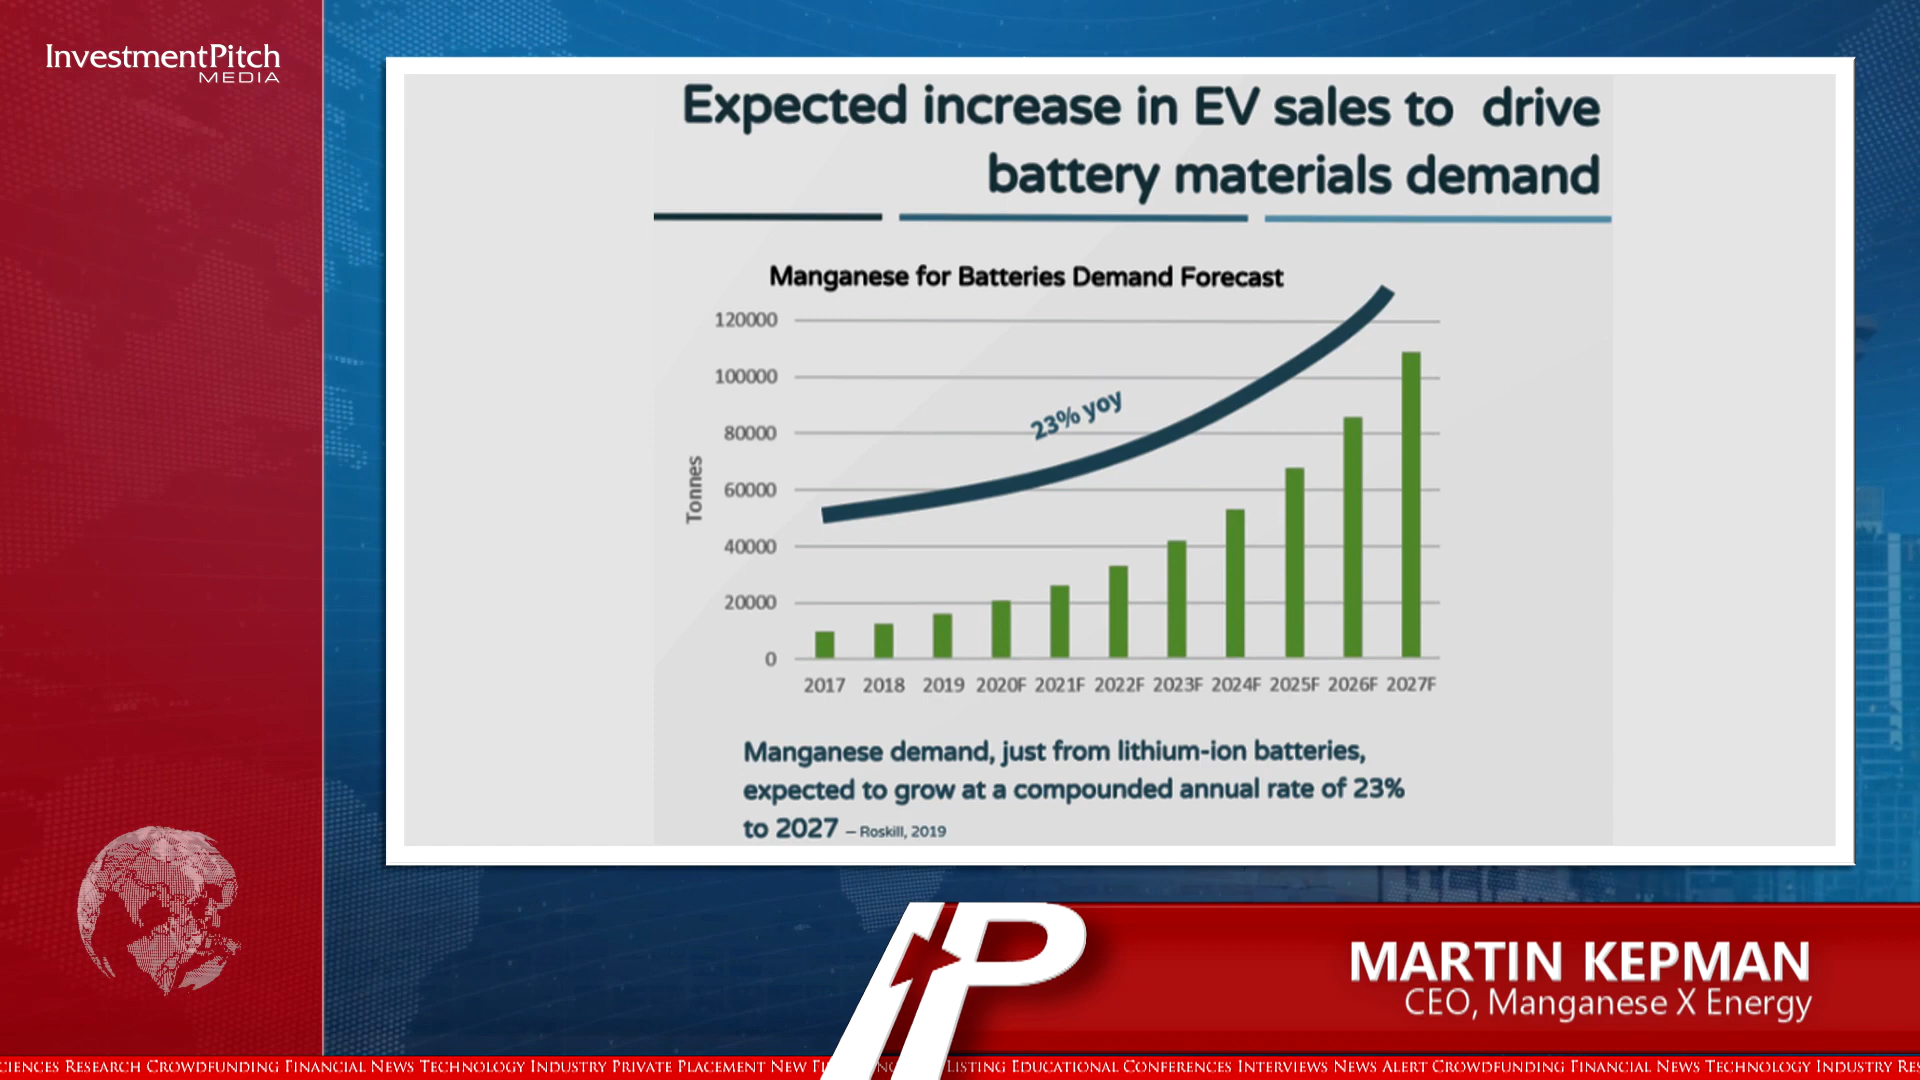 InvestmentPitch
MEDIA
Expected increase in EV sales to drive
battery materials demand
Manganese for Batteries Demand Forecast
120000
100000
80000
60000
40000
20000
0
Tonnes
23% yoy
2017 2018 2019 2020F 2021F 2022F 2023F 2024F 2025F 2026F 2027F
Manganese demand, just from lithium-ion batteries,
expected to grow at a compounded annual rate of 23%
to 2027 – Roskill, 2019
IP
MARTIN KEPMAN
CEO, Manganese X Energy
RESEARCH CROWDFUNDING FINANCIAL NEWS TECHNOLOGY INDUSTRY PRIVATE PLACEMENT NEW LISTING EDUCATIONAL CONFERENCES INTERVIEWS NEWS ALERT CROWDFUNDING FINANCIAL NEWS TECHNOLOGY INDUSTRY